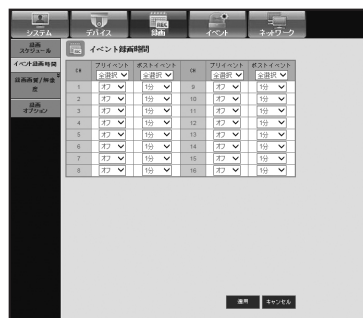 システム デバイス 録画 イベント ネットワーク
録画
スケジュール
イベント録画時間
録画画質/解像
度
録画
オプション
REC
イベント録画時間
CH プリイベント ポストイベント CH プリイベント ポストイベント
全選択 全選択 全選択 全選択
1 オフ 1分 9 オフ 1分
2 オフ 1分 10 オフ 1分
3 オフ 1分 11 オフ 1分
4 オフ 1分 12 オフ 1分
5 オフ 1分 13 オフ 1分
6 オフ 1分 14 オフ 1分
7 オフ 1分 15 オフ 1分
8 オフ 1分 16 オフ 1分
適用 キャンセル